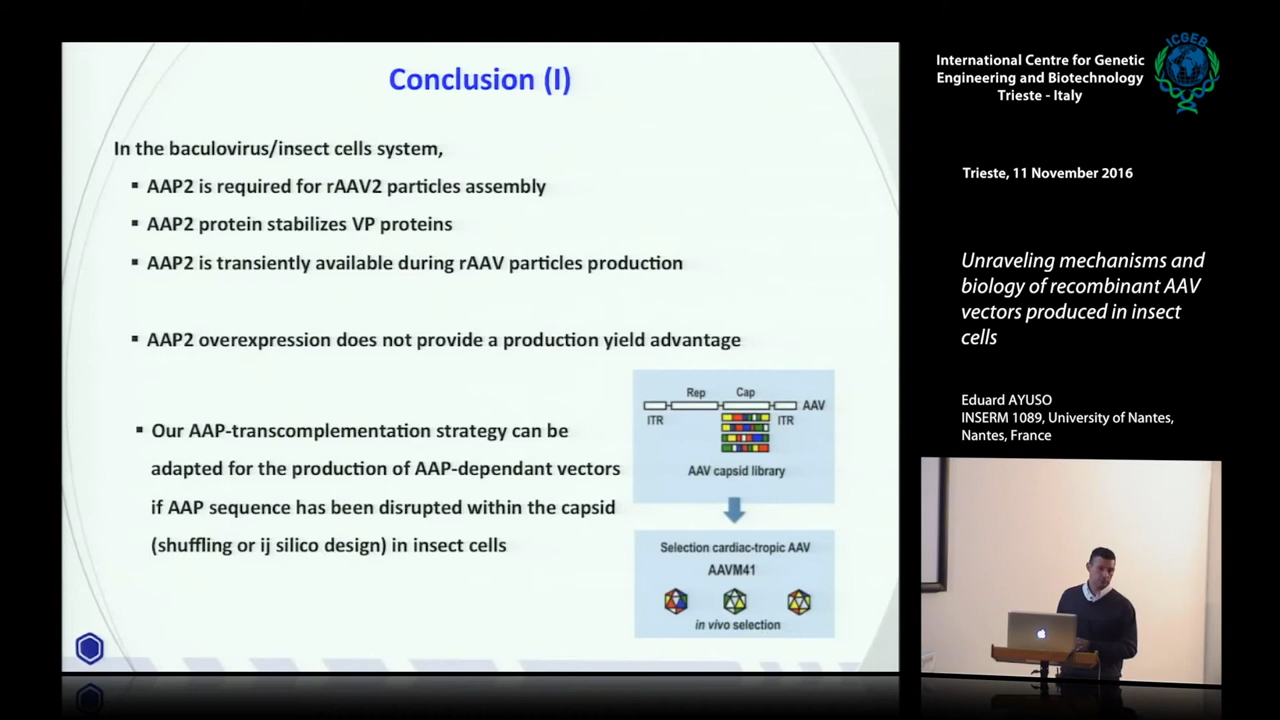 Conclusion (I)
In the baculovirus/insect cells system,
▪ AAP2 is required for rAAV2 particles assembly
▪ AAP2 protein stabilizes VP proteins
▪ AAP2 is transiently available during rAAV particles production
▪ AAP2 overexpression does not provide a production yield advantage
▪ Our AAP-transcomplementation strategy can be
adapted for the production of AAP-dependant vectors
if AAP sequence has been disrupted within the capsid
(shuffling or ij silico design) in insect cells
Rep Cap
AAV
ITR ITR
AAV capsid library
Selection cardiac-tropic AAV
AAVM41
in vivo selection
International Centre for Genetic
Engineering and Biotechnology
Trieste - Italy
ICGEB
Trieste, 11 November 2016
Unraveling mechanisms and
biology of recombinant AAV
vectors produced in insect
cells
Eduard AYUSO
INSERM 1089, University of Nantes,
Nantes, France